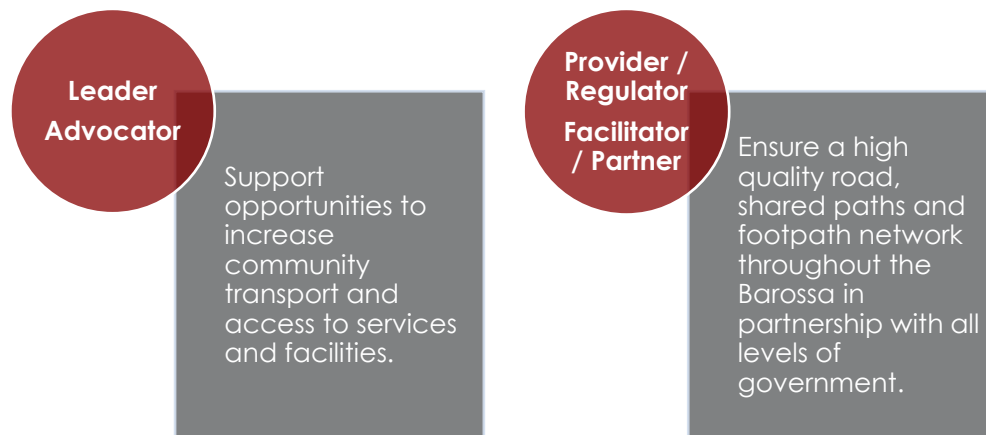 Leader
Advocator
Support
opportunities to
increase
community
transport and
access to services
and facilities.
Provider /
Regulator
Facilitator
/ Partner
Ensure a high
quality road,
shared paths and
footpath network
throughout the
Barossa in
partnership with all
levels of
government.